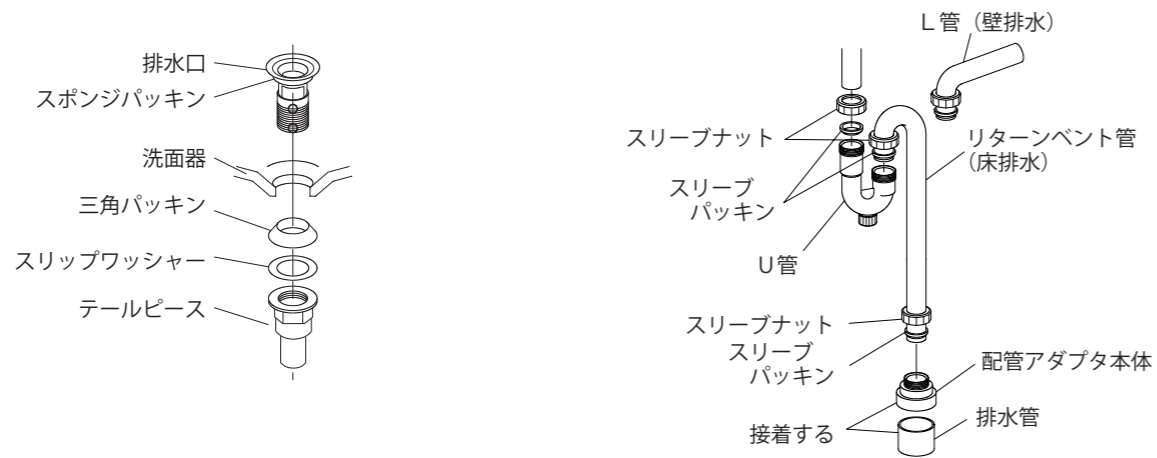 排水口
スポンジパッキン
洗面器
三角パッキン
スリップワッシャー
テールピース
L管（壁排水）
スリーブナット
リターンベント管
（床排水）
スリーブ
パッキン
U管
スリーブナット
スリーブ
パッキン
配管アダプタ本体
接着する
排水管